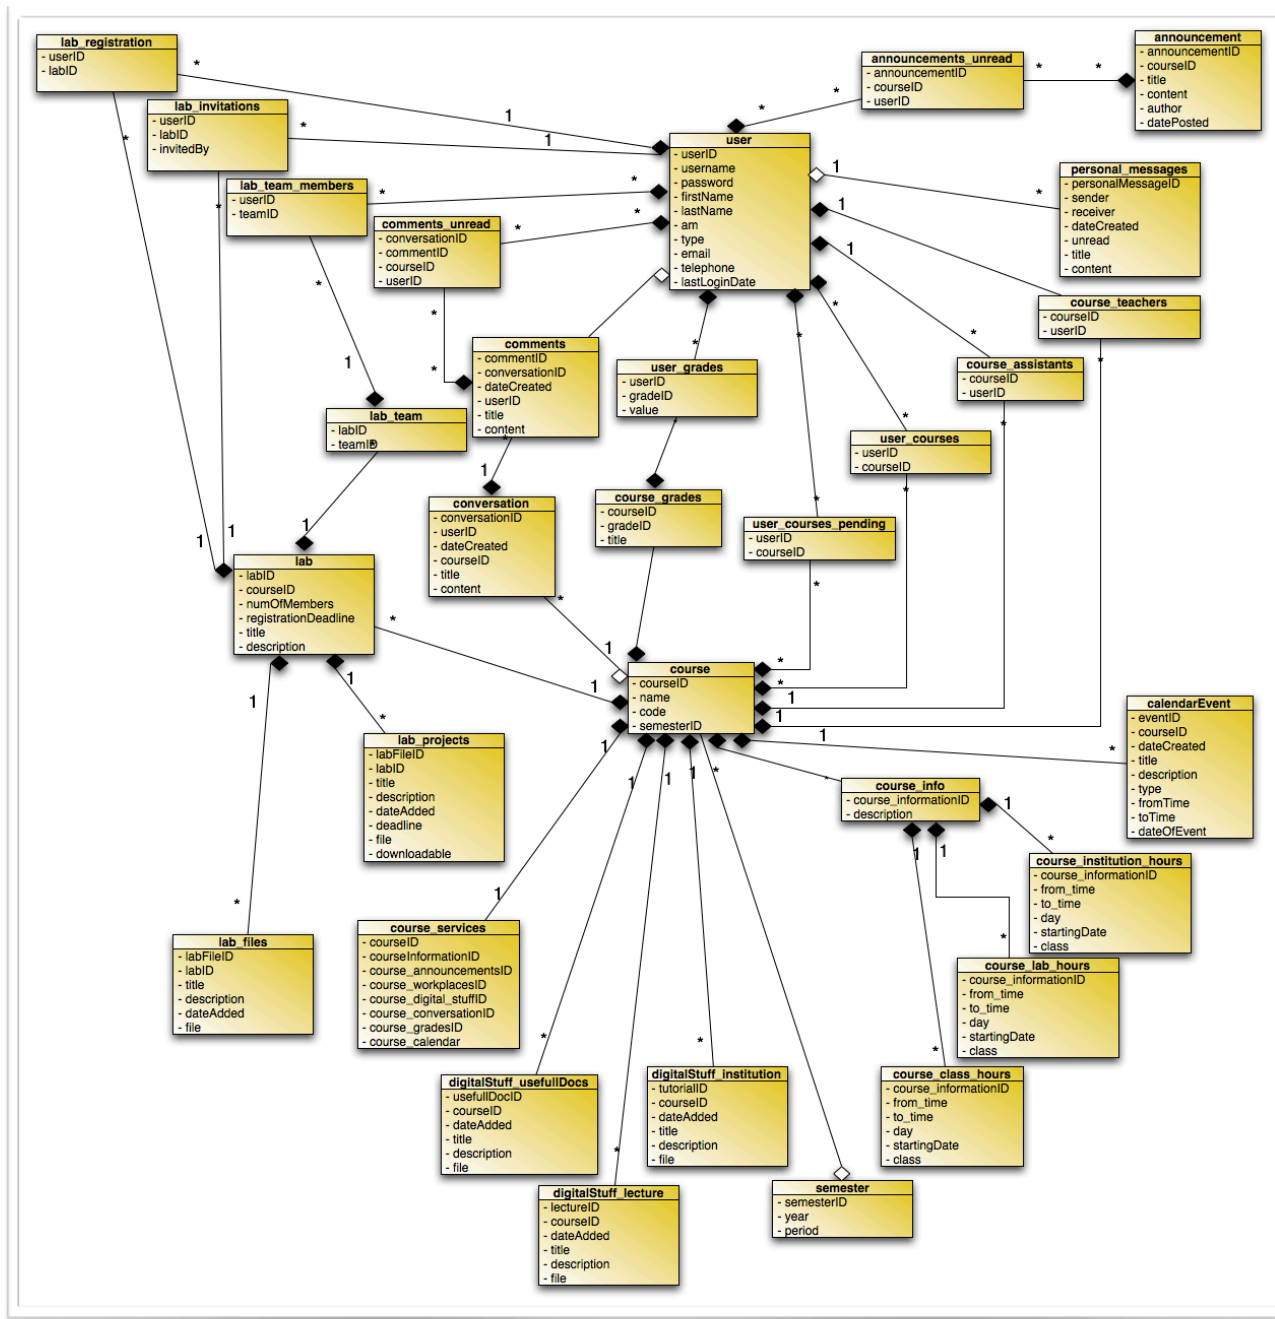 lab_registration
- userID
- labID
lab_invitations
- userID
- labID
- invitedBy
lab_team_members
- userID
- teamID
comments_unread
- conversationID
- commentID
- courseID
- userID
user
- userID
- username
- password
- firstName
- lastName
- am
- type
- email
- telephone
- lastLoginDate
announcements_unread
- announcementID
- courseID
- userID
announcement
- announcementID
- courseID
- title
- content
- author
- datePosted
personal_messages
- personalMessageID
- sender
- receiver
- dateCreated
- unread
- title
- content
course_teachers
- courseID
- userID
course_assistants
- courseID
- userID
comments
- commentID
- conversationID
- dateCreated
- userID
- title
- content
user_grades
- userID
- gradeID
- value
lab_team
- labID
- teamID
user_courses
- userID
- courseID
conversation
- conversationID
- userID
- dateCreated
- courseID
- title
- content
course_grades
- courseID
- gradeID
- title
user_courses_pending
- userID
- courseID
lab
- labID
- courseID
- numOfMembers
- registrationDeadline
- title
- description
course
- courseID
- name
- code
- semesterID
calendarEvent
- eventID
- courseID
- dateCreated
- title
- description
- type
- fromTime
- toTime
- dateOfEvent
lab_projects
- labFileID
- labID
- title
- description
- dateAdded
- deadline
- file
- downloadable
course_info
- course_informationID
- description
course_institution_hours
- course_informationID
- from_time
- to_time
- day
- startingDate
- class
lab_files
- labFileID
- labID
- title
- description
- dateAdded
- file
course_services
- courseID
- courseInformationID
- course_announcementsID
- course_workplacesID
- course_digital_stuffID
- course_conversationID
- course_gradesID
- course_calendar
course_lab_hours
- course_informationID
- from_time
- to_time
- day
- startingDate
- class
digitalStuff_usefullDocs
- usefullDocID
- courseID
- dateAdded
- title
- description
- file
digitalStuff_institution
- tutorialID
- courseID
- dateAdded
- title
- description
- file
course_class_hours
- course_informationID
- from_time
- to_time
- day
- startingDate
- class
digitalStuff_lecture
- lectureID
- courseID
- dateAdded
- title
- description
- file
semester
- semesterID
- year
- period